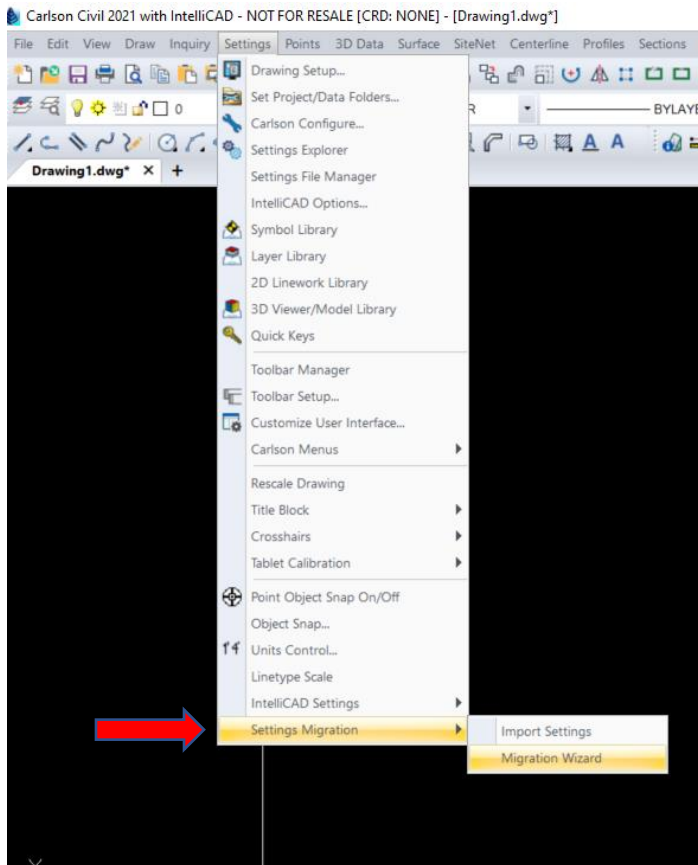 Carlson Civil 2021 with IntelliCAD - NOT FOR RESALE [CRD: NONE] - [Drawing1.dwg*]
File Edit View Draw Inquiry Settings Points 3D Data Surface SiteNet Centerline Profiles Sections
Drawing Setup...
Set Project/Data Folders...
0
BYLAYE
Carlson Configure...
Settings Explorer
A A
Drawing1.dwg* X +
Settings File Manager
IntelliCAD Options...
Symbol Library
Layer Library
2D Linework Library
3D Viewer/Model Library
Quick Keys
Toolbar Manager
Toolbar Setup...
Customize User Interface...
Carlson Menus
Rescale Drawing
Title Block
Crosshairs
Tablet Calibration
Point Object Snap On/Off
Object Snap...
Units Control...
Linetype Scale
IntelliCAD Settings
Settings Migration
Import Settings
Migration Wizard